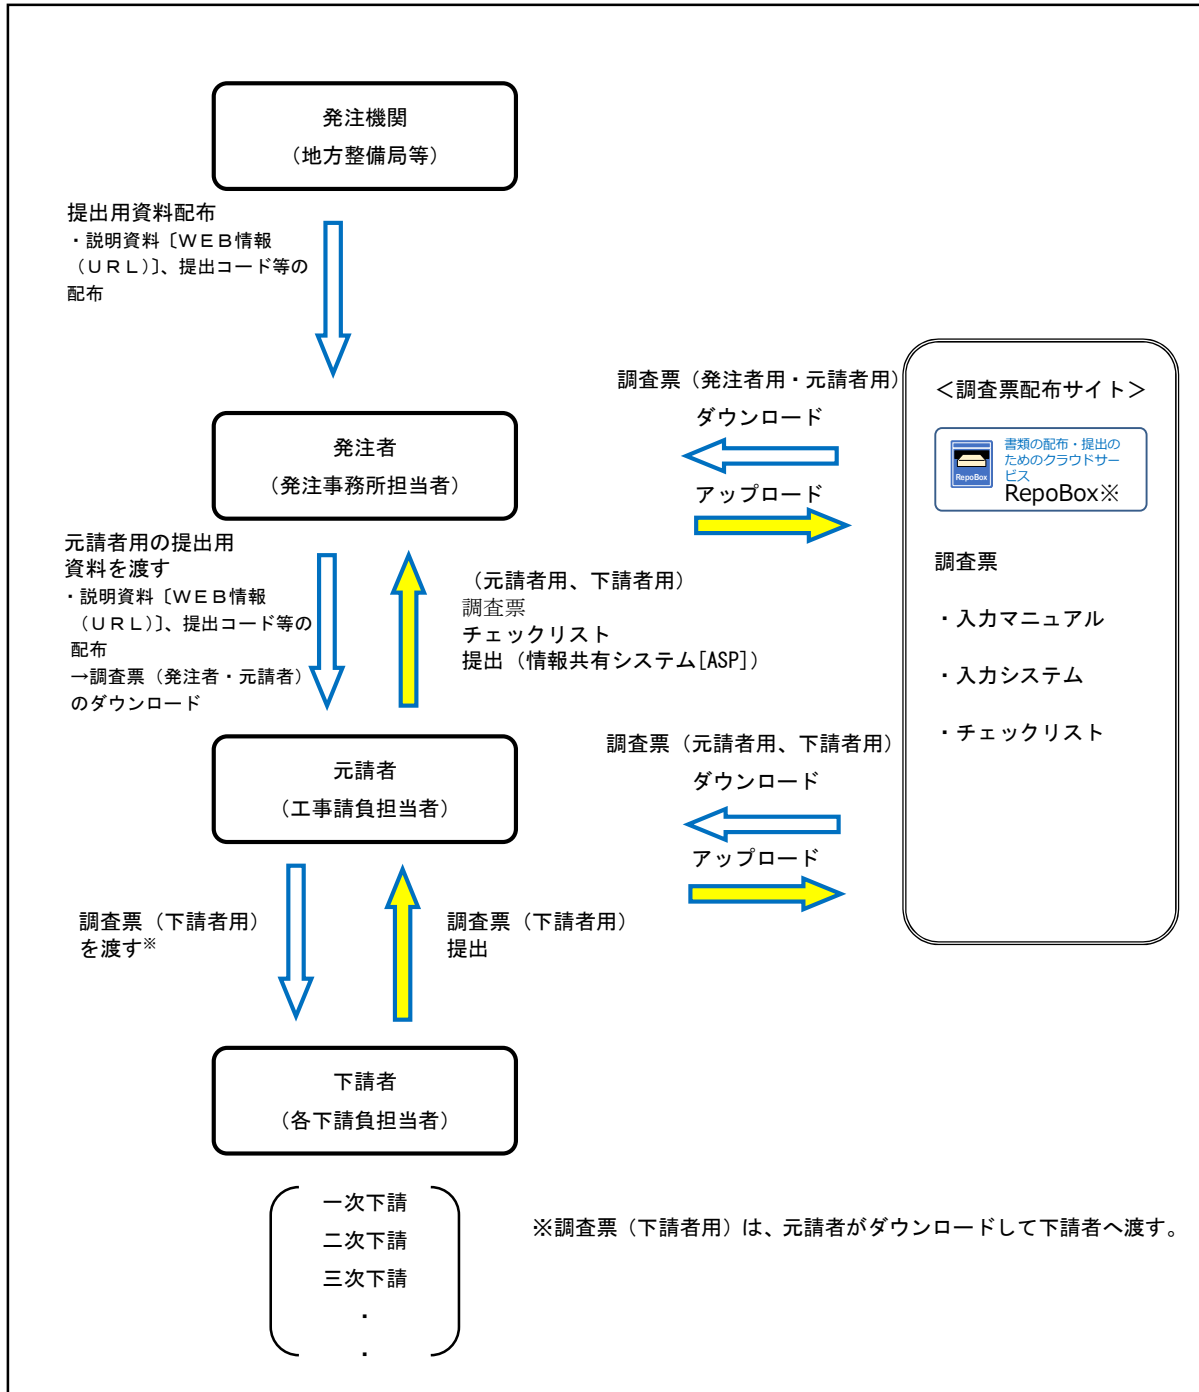 発注機関
（地方整備局等）
提出用資料配布
・説明資料〔ＷＥＢ情報
（ＵＲＬ）〕、提出コード等の
配布
調査票（発注者用・元請者用）
ダウンロード
アップロード
＜調査票配布サイト＞
RepoBox
書類の配布・提出の
ためのクラウドサー
ビス
RepoBox※
調査票
・入力マニュアル
・入力システム
・チェックリスト
発注者
（発注事務所担当者）
元請者用の提出用
資料を渡す
・説明資料〔ＷＥＢ情報
（ＵＲＬ）〕、提出コード等の
配布
→調査票（発注者・元請者）
のダウンロード
（元請者用、下請者用）
調査票
チェックリスト
提出（情報共有システム[ASP]）
元請者
（工事請負担当者）
調査票（元請者用、下請者用）
ダウンロード
アップロード
調査票（下請者用）
を渡す※
調査票（下請者用）
提出
下請者
（各下請負担当者）
一次下請
二次下請
三次下請
・
・
※調査票（下請者用）は、元請者がダウンロードして下請者へ渡す。